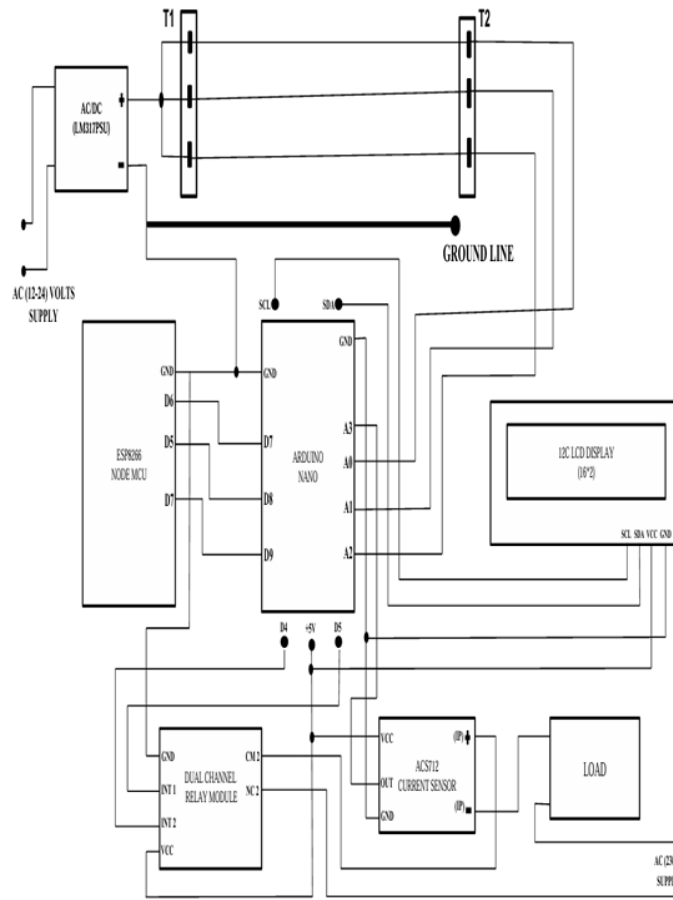 T1
T2
AC/DC
(LM317PSU)
+
-
GROUND LINE
AC (12-24) VOLTS
SUPPLY
SCL
SDA
GND
GND
GND
D6
D5
D7
ESP8266
NODE MCU
D7
D8
D9
ARDUINO
NANO
A3
A0
A1
A2
12C LCD DISPLAY
(16*2)
SCL SDA VCC GND
D4
+5V
D5
GND
INT 1
INT 2
VCC
DUAL CHANNEL
RELAY MODULE
CM 2
NC 2
VCC
OUT
GND
ACS712
CURRENT SENSOR
(IP) +
(IP) -
LOAD
AC (23
SUPP